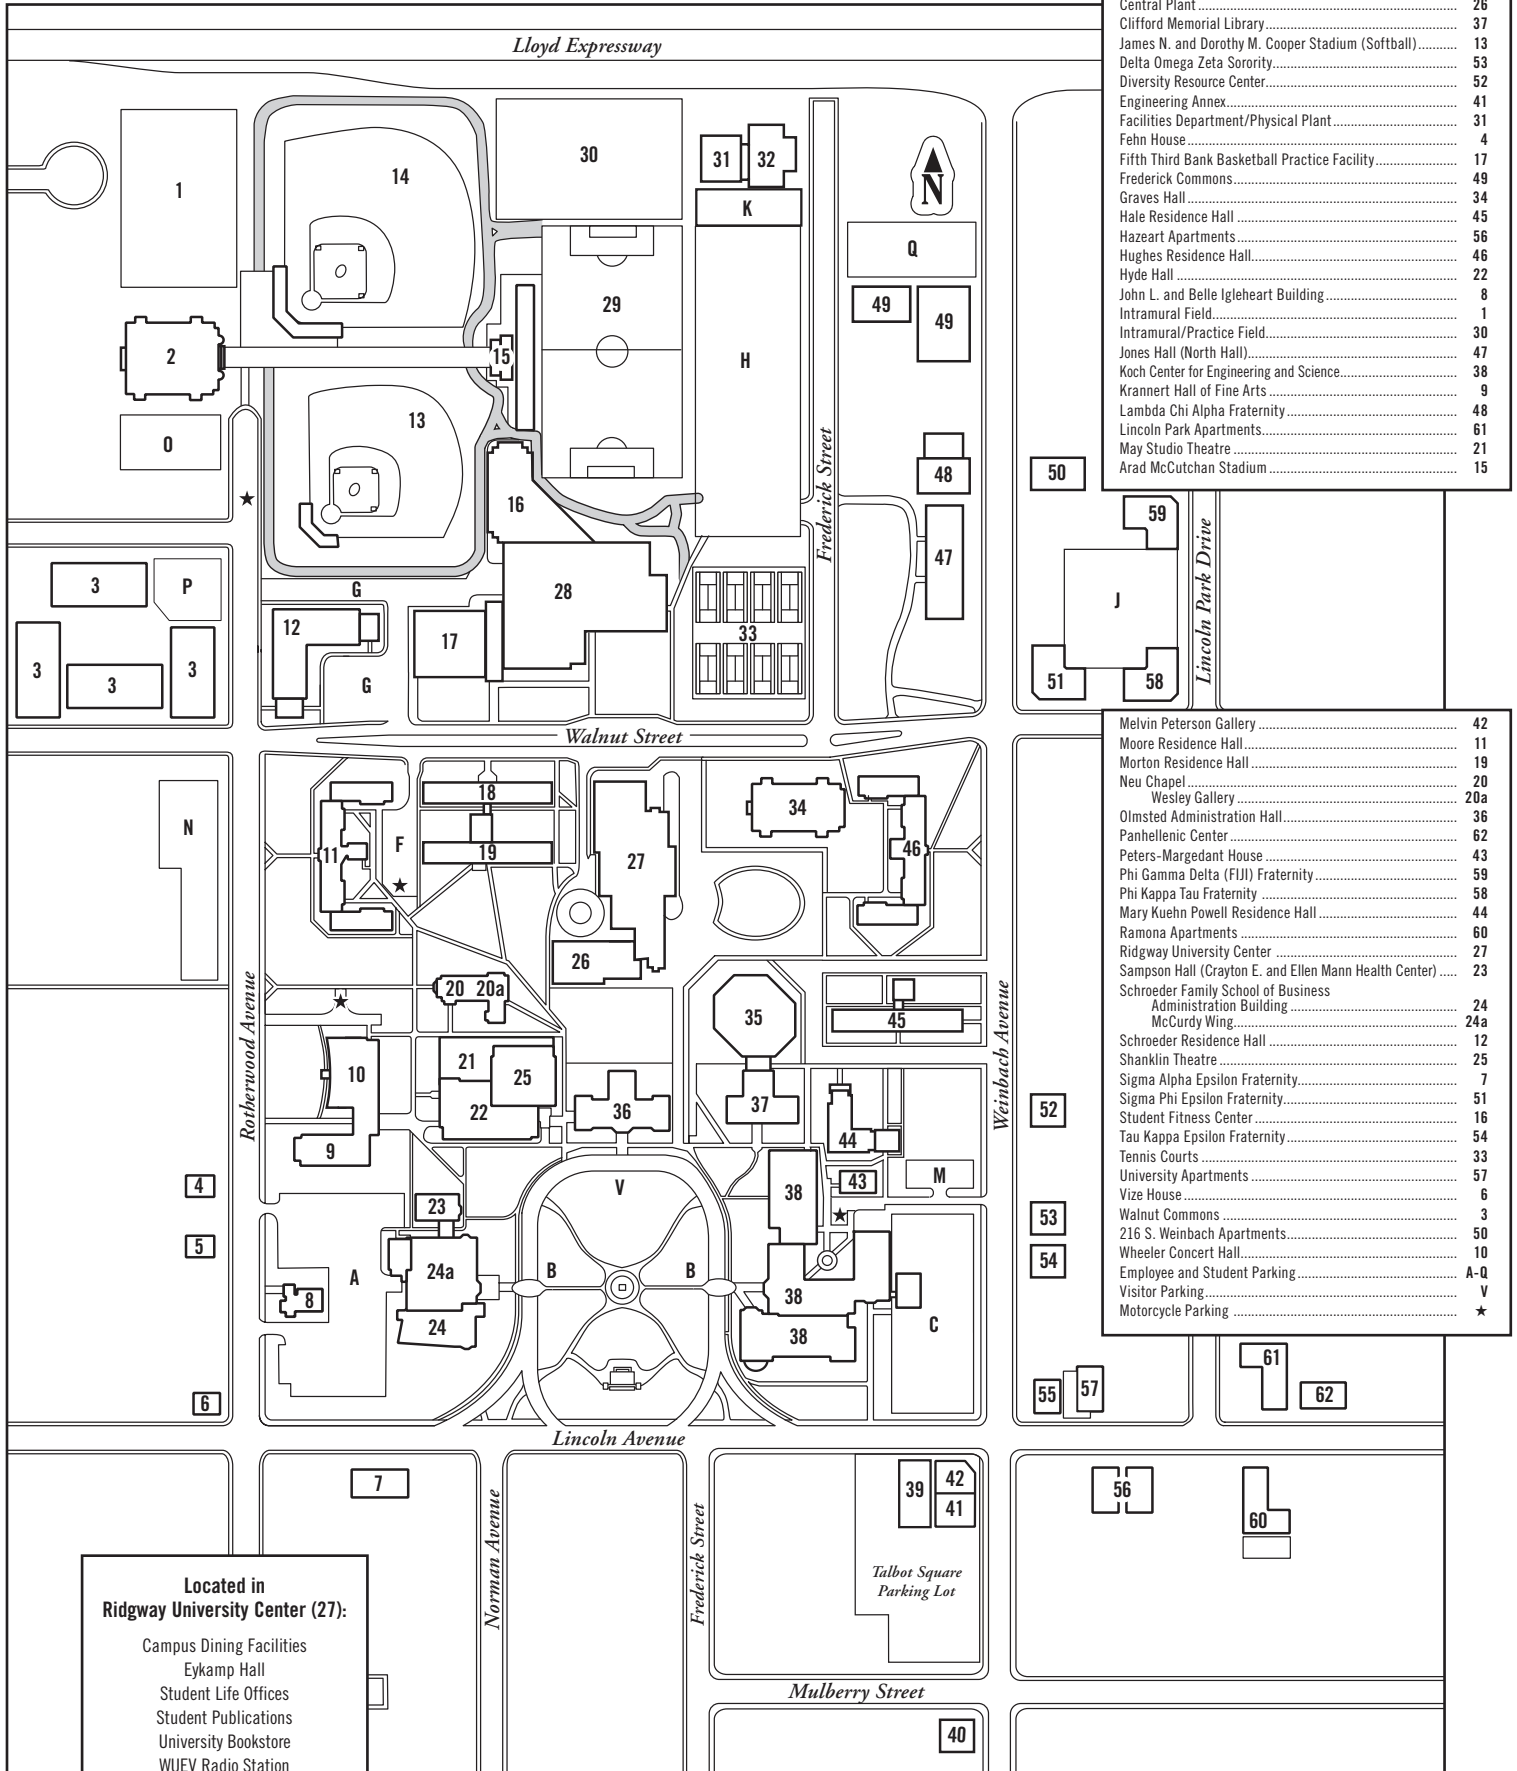 Central Plant 26
Clifford Memorial Library 37
James N. and Dorothy M. Cooper Stadium (Softball) 13
Delta Omega Zeta Sorority 53
Diversity Resource Center 52
Engineering Annex 41
Facilities Department/Physical Plant 31
Fehn House 4
Fifth Third Bank Basketball Practice Facility 17
Frederick Commons 49
Graves Hall 34
Hale Residence Hall 45
Hazeart Apartments 56
Hughes Residence Hall 46
Hyde Hall 22
John L. and Belle Igleheart Building 8
Intramural Field 1
Intramural/Practice Field 30
Jones Hall (North Hall) 47
Koch Center for Engineering and Science 38
Krannert Hall of Fine Arts 9
Lambda Chi Alpha Fraternity 48
Lincoln Park Apartments 61
May Studio Theatre 21
Arad McCutchan Stadium 15
Lloyd Expressway
1
14
30
31
32
N
K
Q
2
15
29
H
49
49
13
O
16
Frederick Street
48
50
59
Lincoln Park Drive
3
P
G
28
47
J
12
17
33
3
3
3
G
51
58
Walnut Street
Melvin Peterson Gallery 42
Moore Residence Hall 11
Morton Residence Hall 19
Neu Chapel 20
Wesley Gallery 20a
Olmsted Administration Hall 36
Panhellenic Center 62
Peters-Margedant House 43
Phi Gamma Delta (FIJI) Fraternity 59
Phi Kappa Tau Fraternity 58
Mary Kuehn Powell Residence Hall 44
Ramona Apartments 60
Ridgway University Center 27
Sampson Hall (Crayton E. and Ellen Mann Health Center) 23
Schroeder Family School of Business
Administration Building 24
McCurdy Wing 24a
Schroeder Residence Hall 12
Shanklin Theatre 25
Sigma Alpha Epsilon Fraternity 7
Sigma Phi Epsilon Fraternity 51
Student Fitness Center 16
Tau Kappa Epsilon Fraternity 54
Tennis Courts 33
University Apartments 57
Vize House 6
Walnut Commons 3
216 S. Weinbach Apartments 50
Wheeler Concert Hall 10
Employee and Student Parking A-Q
Visitor Parking V
Motorcycle Parking ★
N
18
34
11
F
19
27
46
26
20 20a
35
45
Rotherwood Avenue
Weinbach Avenue
10
21
25
22
36
37
44
52
9
4
23
V
38
43
M
5
53
A
24a
B
B
54
8
24
38
38
C
6
55
57
61
62
Lincoln Avenue
7
39
42
41
56
60
Norman Avenue
Frederick Street
Talbot Square
Parking Lot
Located in
Ridgway University Center (27):
Campus Dining Facilities
Eykamp Hall
Student Life Offices
Student Publications
University Bookstore
WUEV Radio Station
Mulberry Street
40